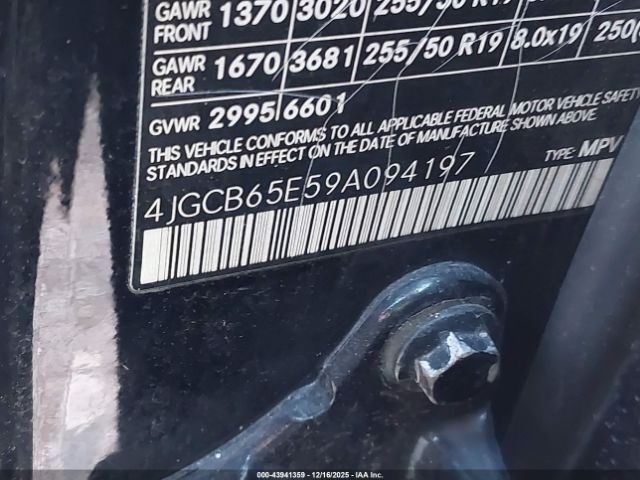 GAWR FRONT 1370 3020 255/50 R19
GAWR REAR 1670 3681 255/50 R19 8.0x19 250(
GVWR 2995 6601
THIS VEHICLE CONFORMS TO ALL APPLICABLE FEDERAL MOTOR VEHICLE SAFETY
STANDARDS IN EFFECT ON THE DATE OF MANUFACTURE SHOWN ABOVE.
4JGCB65E59A094197 TYPE: MPV
000-43941359 - 12/16/2025 - IAAI.com